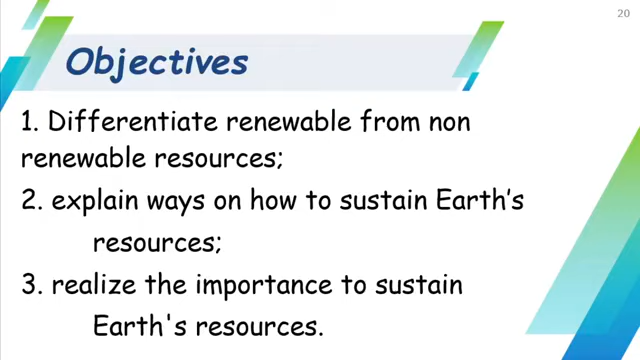 20
Objectives
1. Differentiate renewable from non
renewable resources;
2. explain ways on how to sustain Earth’s
resources;
3. realize the importance to sustain
Earth's resources.